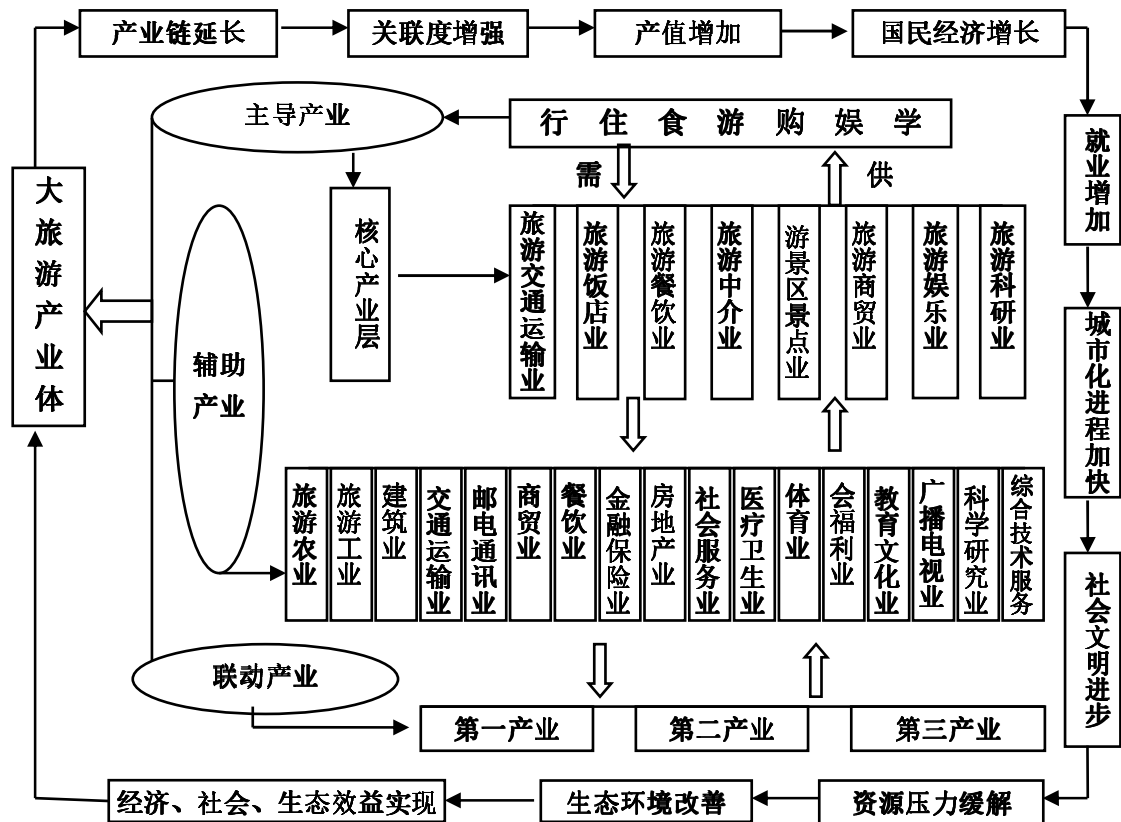 产业链延长
关联度增强
产值增加
国民经济增长
主导产业
行 住 食 游 购 娱 学
就业增加
大旅游产业体
需
供
核心产业层
旅游交通运输业
旅游饭店业
旅游餐饮业
旅游中介业
游景区景点业
旅游商贸业
旅游娱乐业
旅游科研业
城市化进程加快
辅助
产业
旅游农业
旅游工业
建筑业
交通运输业
邮电通讯业
商贸业
餐饮业
金融保险业
房地产业
社会服务业
医疗卫生业
体育业
会福利业
教育文化业
广播电视业
科学研究业
综合技术服务
社会文明进步
联动产业
第一产业
第二产业
第三产业
经济、社会、生态效益实现
生态环境改善
资源压力缓解